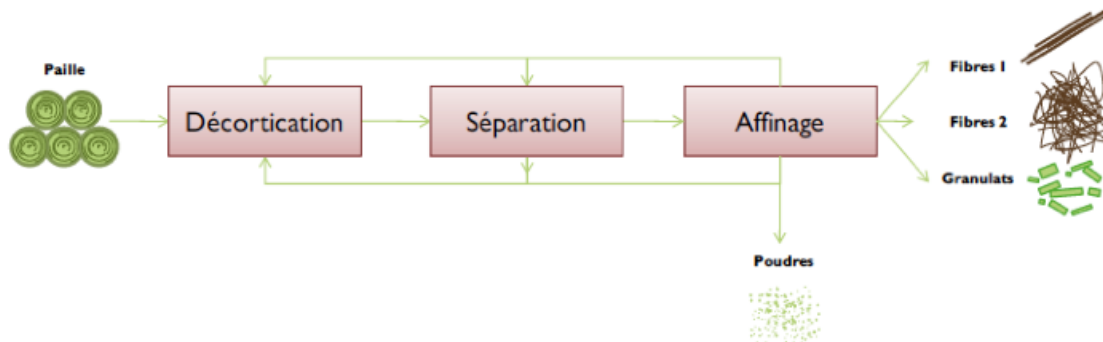 Paille
Décortication
Séparation
Affinage
Fibres 1
Fibres 2
Granulats
Poudres